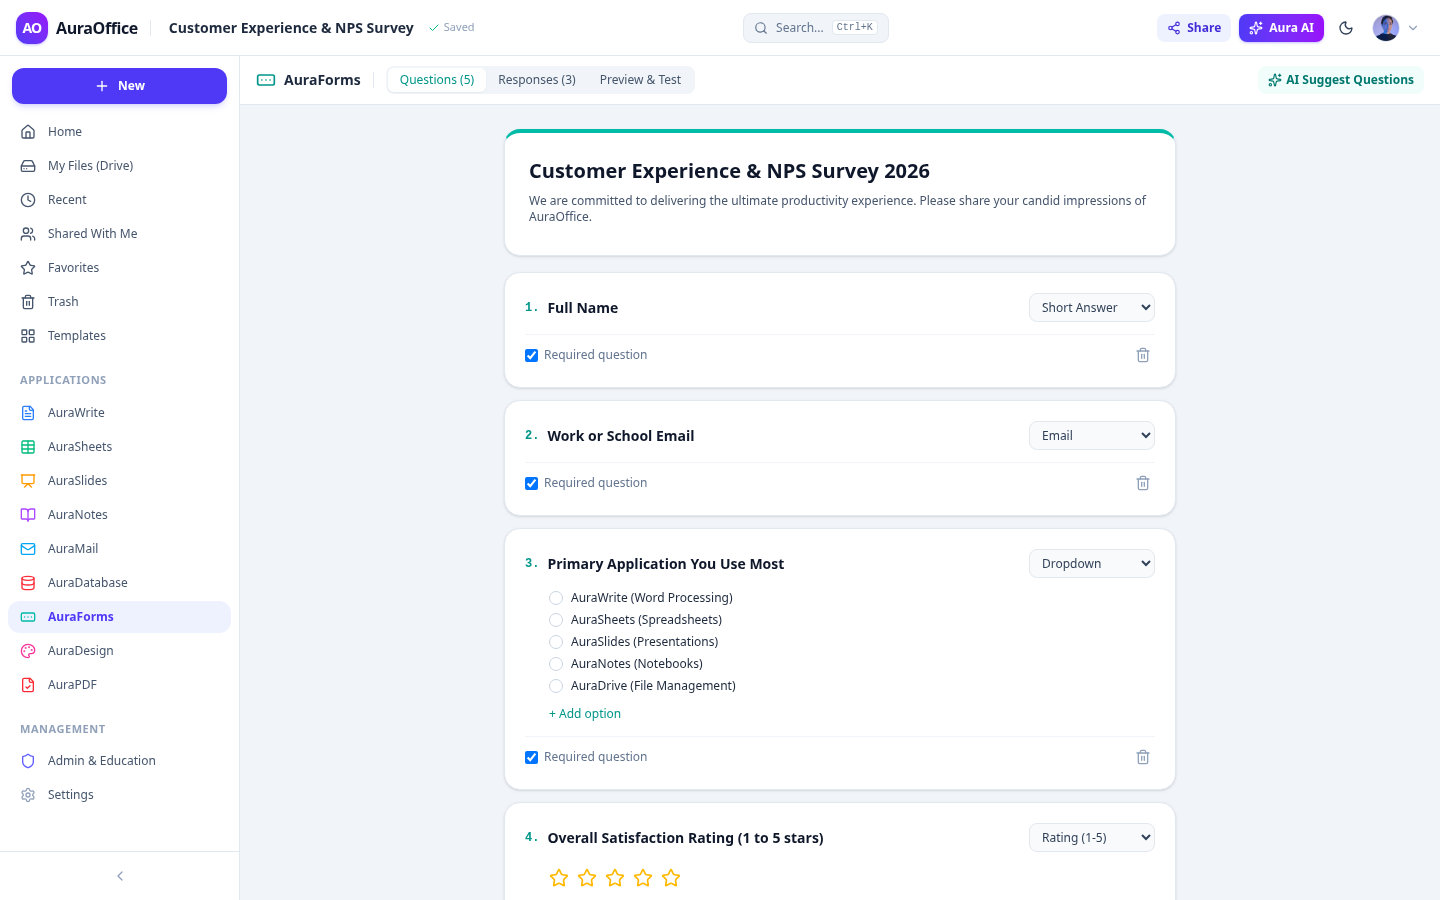 AO AuraOffice
Customer Experience & NPS Survey
Saved
Search...
Ctrl+K
Share
Aura AI
New
Home
My Files (Drive)
Recent
Shared With Me
Favorites
Trash
Templates
APPLICATIONS
AuraWrite
AuraSheets
AuraSlides
AuraNotes
AuraMail
AuraDatabase
AuraForms
AuraDesign
AuraPDF
MANAGEMENT
Admin & Education
Settings
AuraForms
Questions (5)
Responses (3)
Preview & Test
AI Suggest Questions
Customer Experience & NPS Survey 2026
We are committed to delivering the ultimate productivity experience. Please share your candid impressions of
AuraOffice.
1. Full Name
Short Answer
Required question
2. Work or School Email
Email
Required question
3. Primary Application You Use Most
Dropdown
AuraWrite (Word Processing)
AuraSheets (Spreadsheets)
AuraSlides (Presentations)
AuraNotes (Notebooks)
AuraDrive (File Management)
+ Add option
Required question
4. Overall Satisfaction Rating (1 to 5 stars)
Rating (1-5)